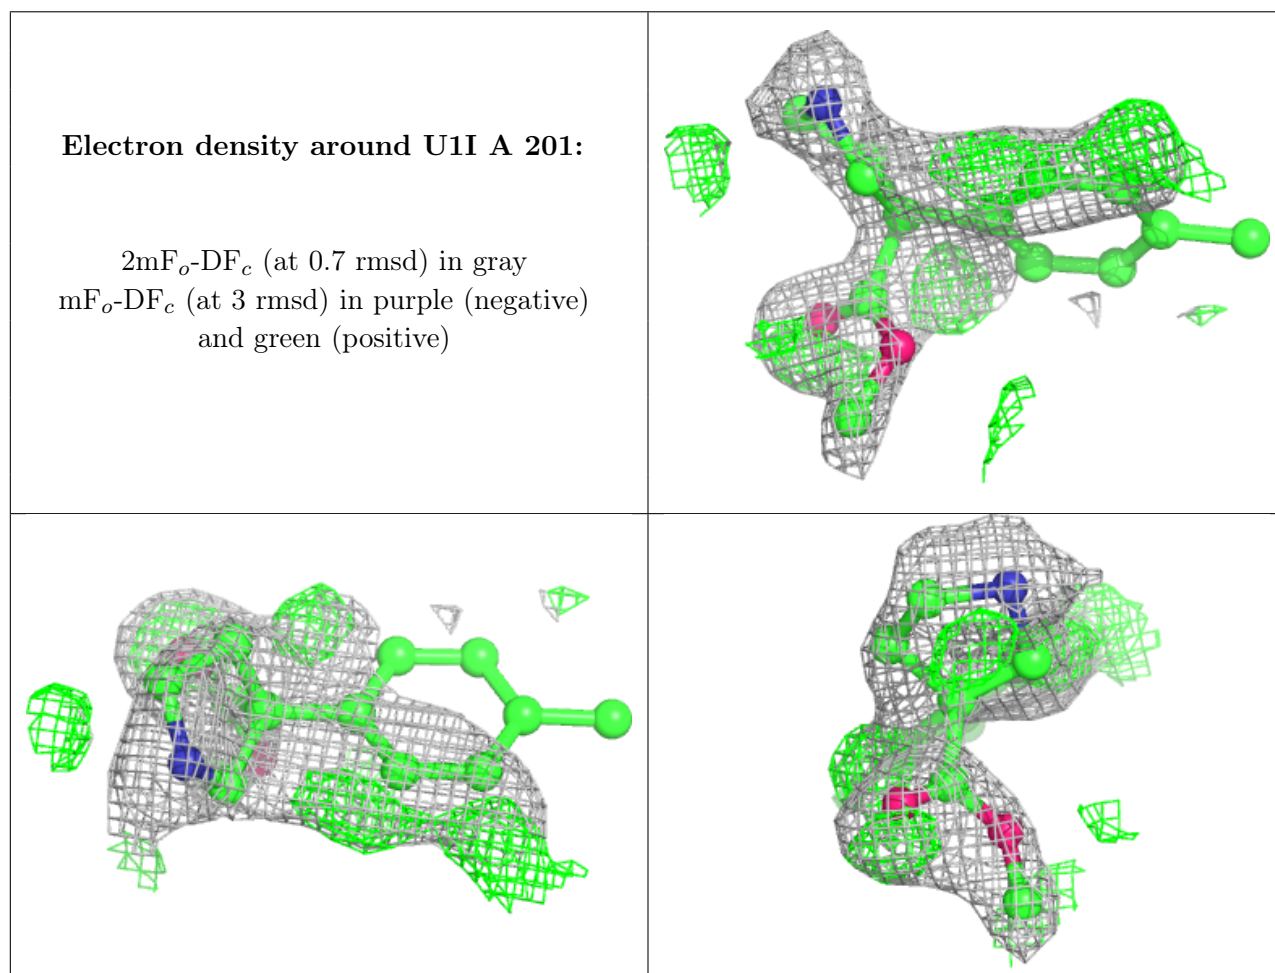 Electron density around U1I A 201:
2mFo-DFc (at 0.7 rmsd) in gray
mFo-DFc (at 3 rmsd) in purple (negative)
and green (positive)